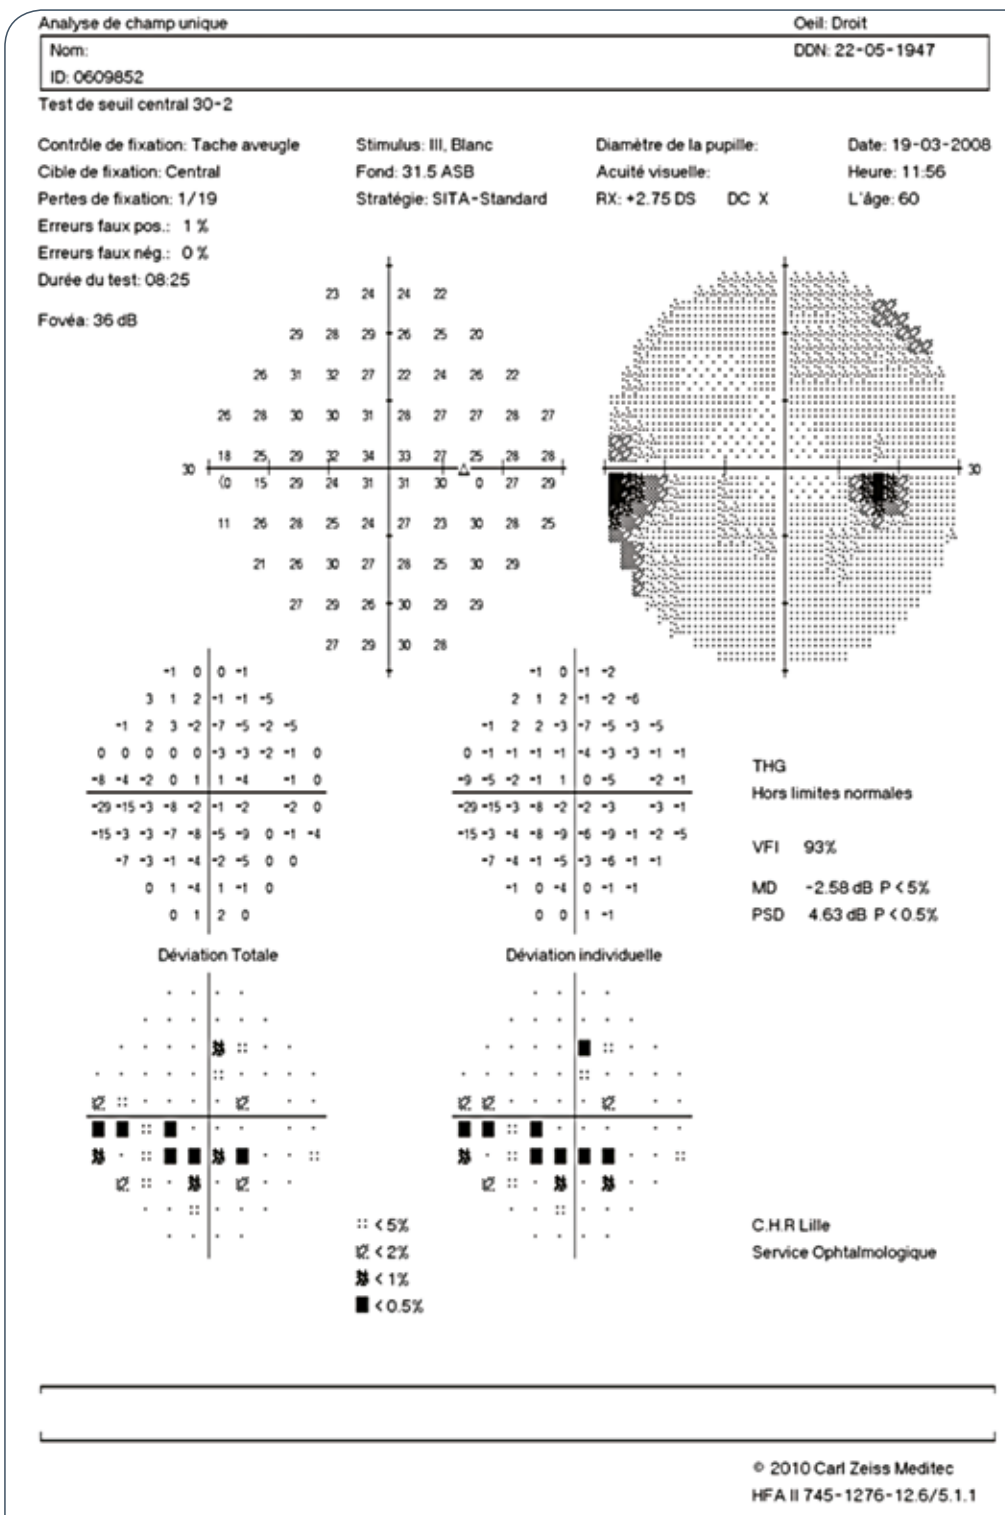 Analyse de champ unique Oeil: Droit
Nom: DDN: 22-05-1947
ID: 0609852
Test de seuil central 30-2
Contrôle de fixation: Tache aveugle Stimulus: III, Blanc Diamètre de la pupille: Date: 19-03-2008
Cible de fixation: Central Fond: 31.5 ASB Acuité visuelle: Heure: 11:56
Pertes de fixation: 1/19 Stratégie: SITA-Standard RX: +2.75 DS DC X L'âge: 60
Erreurs faux pos.: 1 %
Erreurs faux nég.: 0 %
Durée du test: 08:25
23 24 24 22
Fovéa: 36 dB
29 28 29 26 25 20
26 31 32 27 22 24 26 22
26 28 30 30 31 28 27 27 28 27
18 25 29 32 34 33 27 25 28 28
30 30
(0 15 29 24 31 31 30 0 27 29
11 26 28 25 24 27 23 30 28 25
21 26 30 27 28 25 30 29
27 29 26 30 29 29
27 29 30 28
-1 0 0 -1 -1 0 -1 -2
3 1 2 -1 -1 -5 2 1 2 -1 -2 -6
-1 2 3 -2 -7 -5 -2 -5 -1 2 2 -3 -7 -5 -3 -5
0 0 0 0 0 -3 -3 -2 -1 0 0 -1 -1 -1 -1 -4 -3 -3 -1 -1
THG
-8 -4 -2 0 1 1 -4 -1 0 -9 -5 -2 -1 1 0 -5 -2 -1
Hors limites normales
-29 -15 -3 -8 -2 -1 -2 -2 0 -29 -15 -3 -8 -2 -2 -3 -3 -1
-15 -3 -3 -7 -8 -5 -9 0 -1 -4 -15 -3 -4 -8 -9 -6 -9 -1 -2 -5
VFI 93%
-7 -3 -1 -4 -2 -5 0 0 -7 -4 -1 -5 -3 -6 -1 -1
0 1 -4 1 -1 0 -1 0 -4 0 -1 -1
MD -2.58 dB P < 5%
0 1 2 0 0 0 1 -1
PSD 4.63 dB P < 0.5%
Déviation Totale Déviation individuelle
< 5%
< 2%
< 1%
< 0.5%
C.H.R Lille
Service Ophtalmologique
© 2010 Carl Zeiss Meditec
HFA II 745-1276-12.6/5.1.1